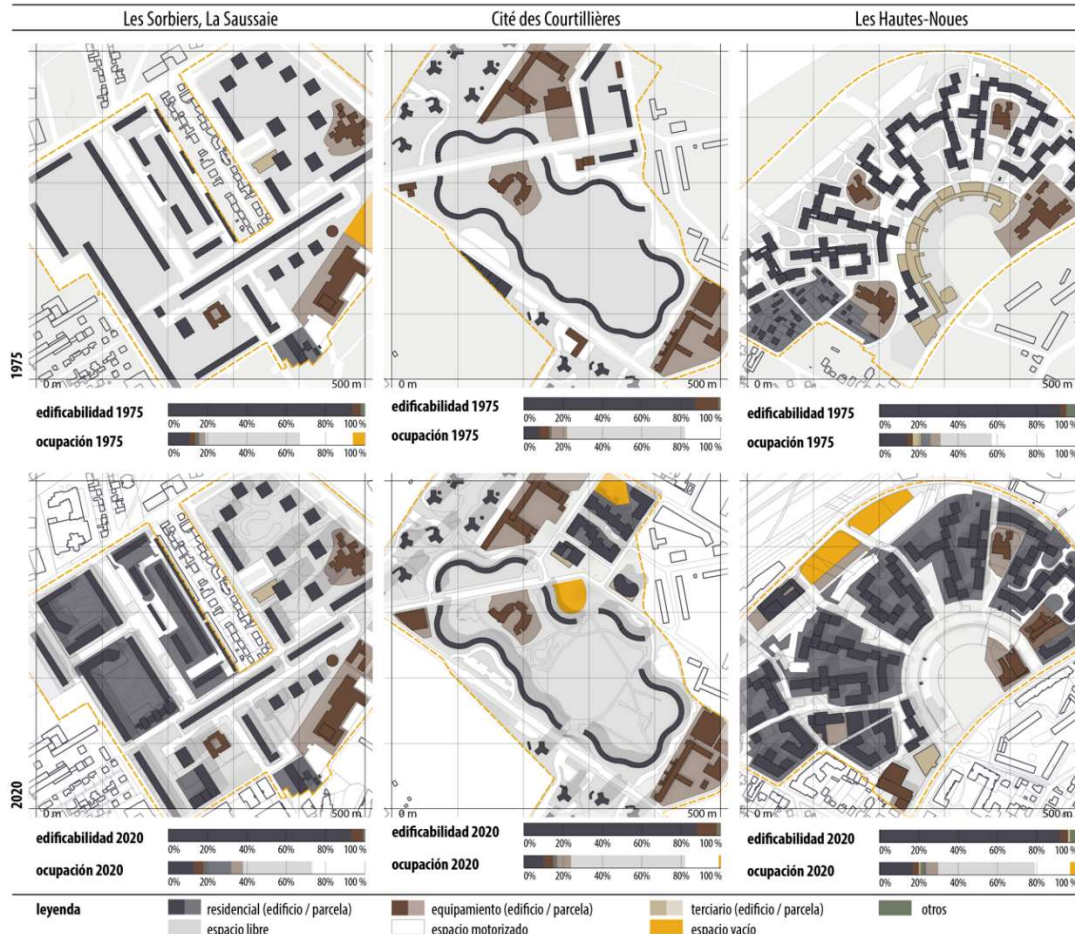 Les Sorbiers, La Saussaie
Cité des Courtillières
Les Hautes-Noues
1975
0 m 500 m
0 m 500 m
0 m 500 m
edificabilidad 1975
0% 20% 40% 60% 80% 100 %
ocupación 1975
0% 20% 40% 60% 80% 100 %
edificabilidad 1975
0% 20% 40% 60% 80% 100 %
ocupación 1975
0% 20% 40% 60% 80% 100 %
edificabilidad 1975
0% 20% 40% 60% 80% 100 %
ocupación 1975
0% 20% 40% 60% 80% 100 %
2020
0 m 500 m
0 m 500 m
0 m 500 m
edificabilidad 2020
0% 20% 40% 60% 80% 100 %
ocupación 2020
0% 20% 40% 60% 80% 100 %
edificabilidad 2020
0% 20% 40% 60% 80% 100 %
ocupación 2020
0% 20% 40% 60% 80% 100 %
edificabilidad 2020
0% 20% 40% 60% 80% 100 %
ocupación 2020
0% 20% 40% 60% 80% 100 %
leyenda
residencial (edificio / parcela)
equipamiento (edificio / parcela)
terciario (edificio / parcela)
otros
espacio libre
espacio motorizado
espacio vacío